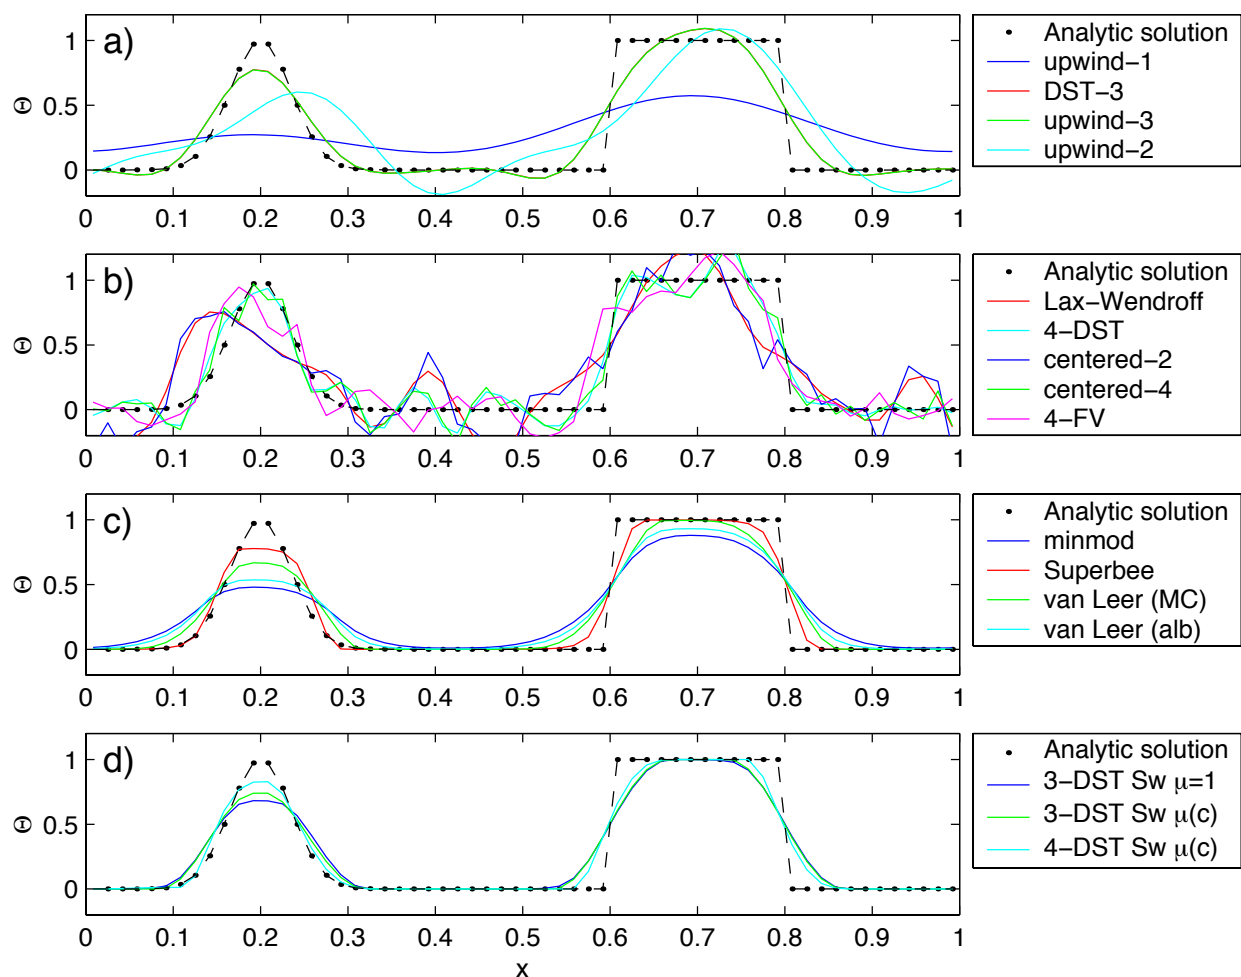 a)
Θ
1
0.5
0
0 0.1 0.2 0.3 0.4 0.5 0.6 0.7 0.8 0.9 1
Analytic solution
upwind−1
DST−3
upwind−3
upwind−2
b)
Θ
1
0.5
0
0 0.1 0.2 0.3 0.4 0.5 0.6 0.7 0.8 0.9 1
Analytic solution
Lax−Wendroff
4−DST
centered−2
centered−4
4−FV
c)
Θ
1
0.5
0
0 0.1 0.2 0.3 0.4 0.5 0.6 0.7 0.8 0.9 1
Analytic solution
minmod
Superbee
van Leer (MC)
van Leer (alb)
d)
Θ
1
0.5
0
0 0.1 0.2 0.3 0.4 0.5 0.6 0.7 0.8 0.9 1
x
Analytic solution
3−DST Sw μ=1
3−DST Sw μ(c)
4−DST Sw μ(c)